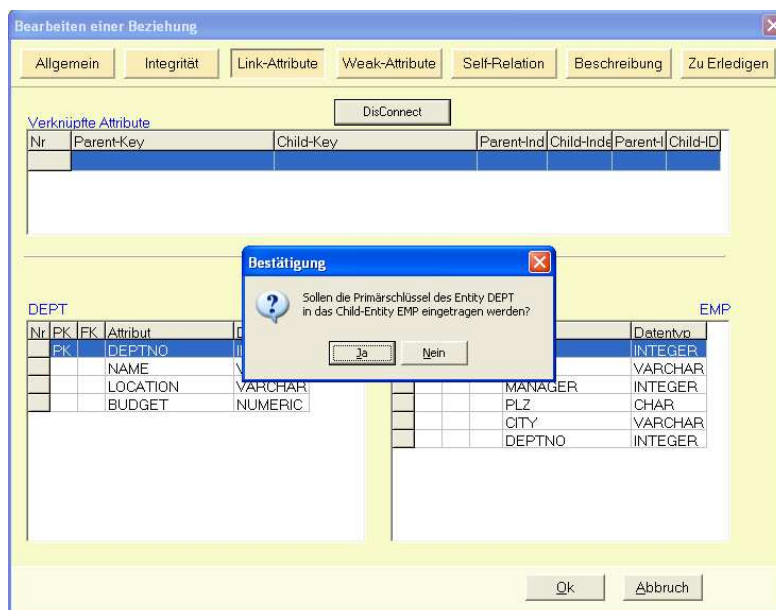 Bearbeiten einer Beziehung
Allgemein Integrität Link-Attribute Weak-Attribute Self-Relation Beschreibung Zu Erledigen
DisConnect
Verknüpfte Attribute
Nr Parent-Key Child-Key Parent-Ind Child-Inde Parent-I Child-ID
Bestätigung
Sollen die Primärschlüssel des Entity DEPT
in das Child-Entity EMP eingetragen werden?
Ja Nein
DEPT EMP
Nr PK FK Attribut D Datentyp
PK DEPTNO INTEGER
NAME V VARCHAR
LOCATION VARCHAR MANAGER INTEGER
BUDGET NUMERIC PLZ CHAR
CITY VARCHAR
DEPTNO INTEGER
Ok Abbruch